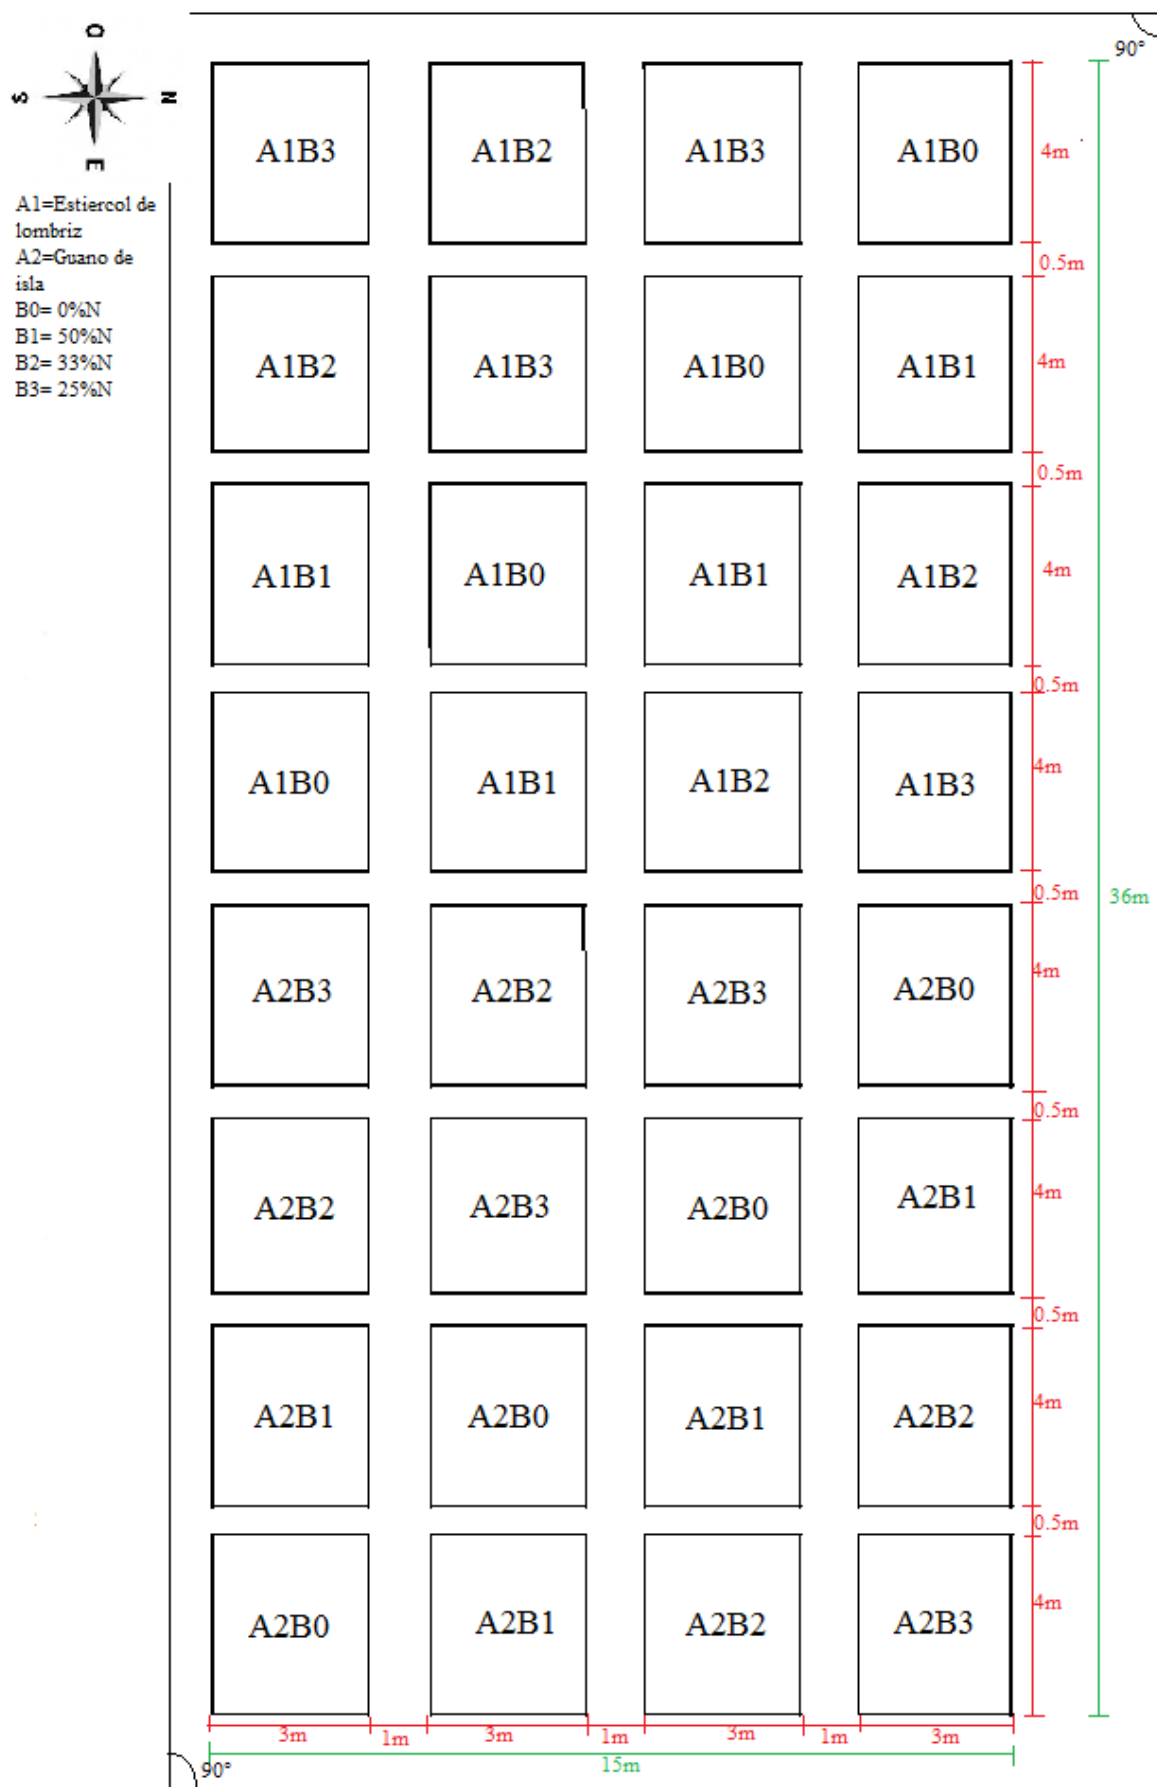 O
S
N
E
90°
A1=Estiercol de
lombriz
A2=Guano de
isla
B0= 0%N
B1= 50%N
B2= 33%N
B3= 25%N
A1B3 A1B2 A1B3 A1B0 4m
0.5m
A1B2 A1B3 A1B0 A1B1 4m
0.5m
A1B1 A1B0 A1B1 A1B2 4m
0.5m
A1B0 A1B1 A1B2 A1B3 4m
0.5m
36m
A2B3 A2B2 A2B3 A2B0 4m
0.5m
A2B2 A2B3 A2B0 A2B1 4m
0.5m
A2B1 A2B0 A2B1 A2B2 4m
0.5m
A2B0 A2B1 A2B2 A2B3 4m
3m 1m 3m 1m 3m 1m 3m
15m
90°